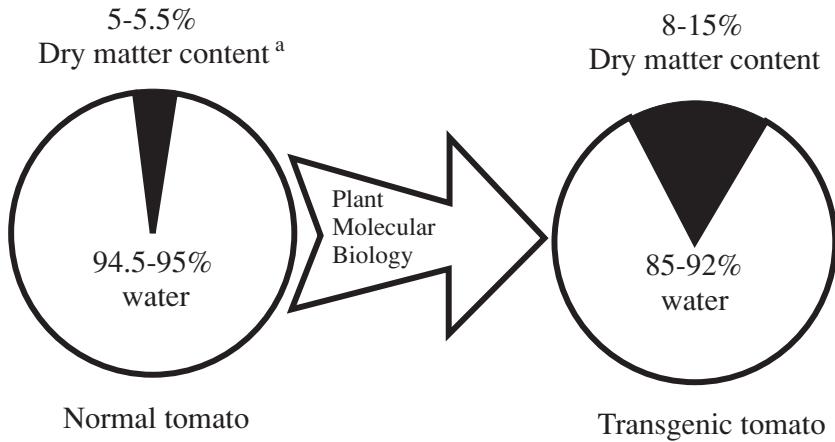 5-5.5%
Dry matter content a
94.5-95%
water
Normal tomato
Plant
Molecular
Biology
8-15%
Dry matter content
85-92%
water
Transgenic tomato